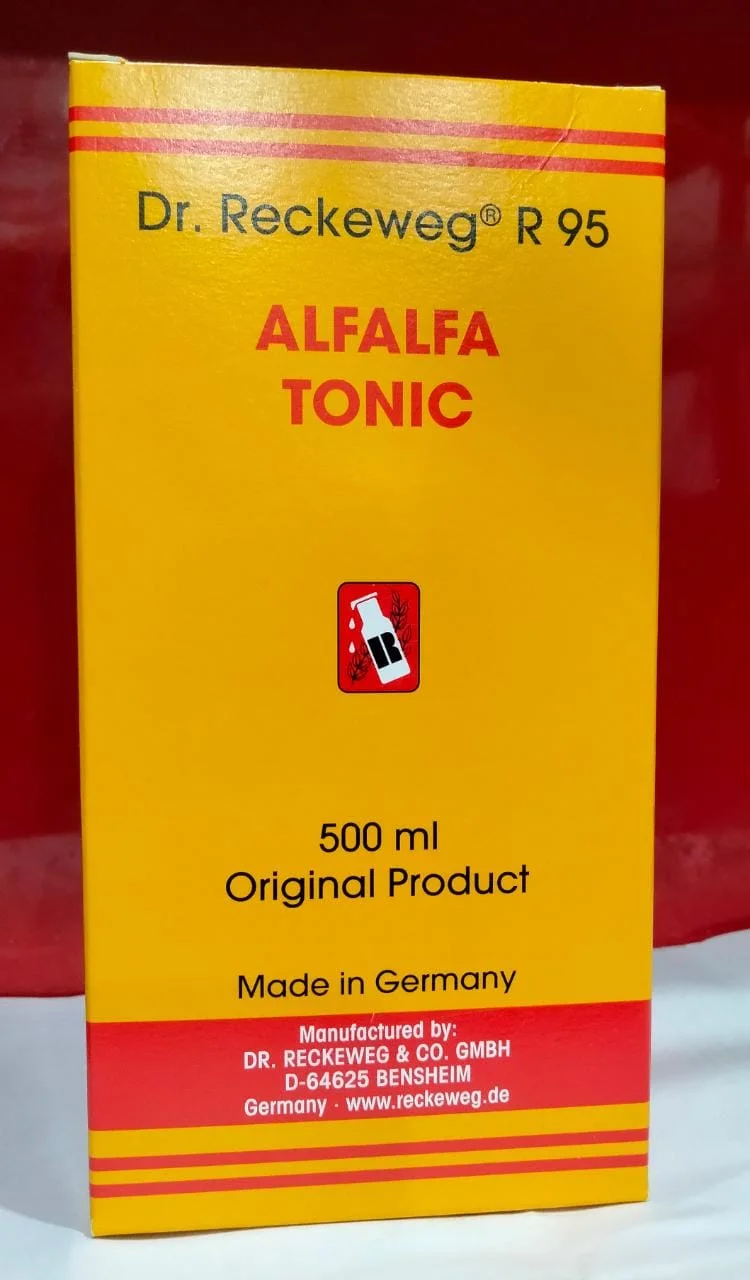 Dr. Reckeweg® R 95
ALFALFA
TONIC
R
500 ml
Original Product
Made in Germany
Manufactured by:
DR. RECKEWEG & CO. GMBH
D-64625 BENSHEIM
Germany · www.reckeweg.de